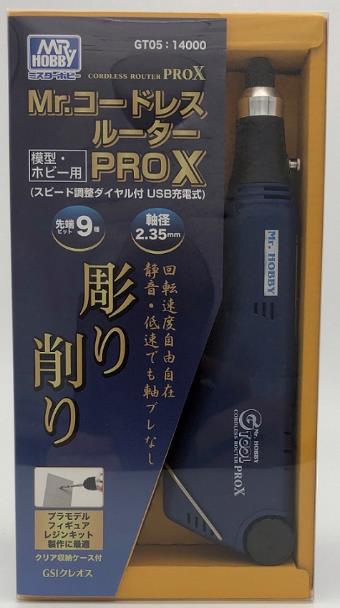 MR
HOBBY
ミスターホビー
GT05:14000
CORDLESS ROUTER PROX
Mr.コードレス
ルーター
模型・
ホビー用
PROX
(スピード調整ダイヤル付 USB充電式)
先端
ビット
9種
軸径
2.35mm
回転速度自由自在
静音・低速でも軸ブレなし
彫り
削り
プラモデル
フィギュア
レジンキット
製作に最適
クリア収納ケース付
GSIクレオス
Mr. HOBBY
Mr. HOBBY
G TOOL
CORDLESS ROUTER PROX